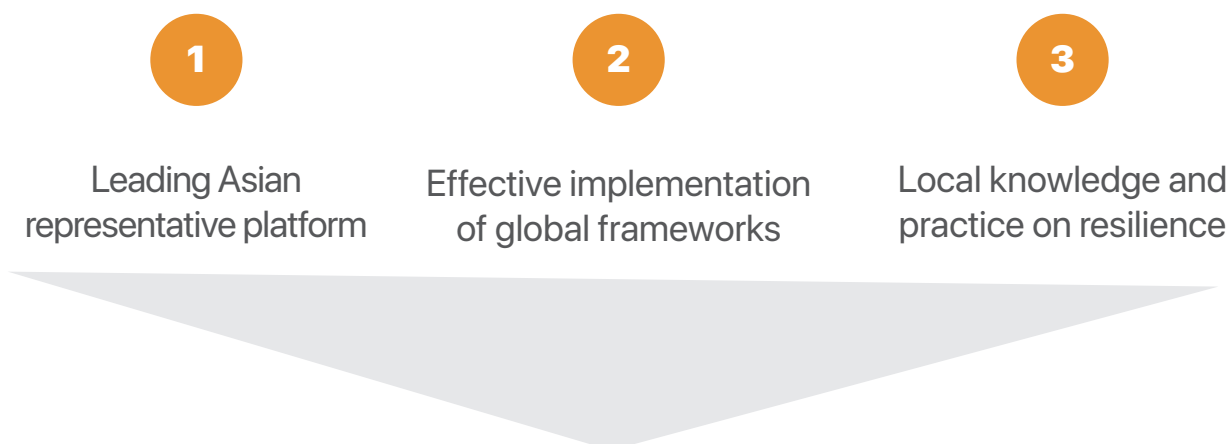 1
2
3
Leading Asian
representative platform
Effective implementation
of global frameworks
Local knowledge and
practice on resilience